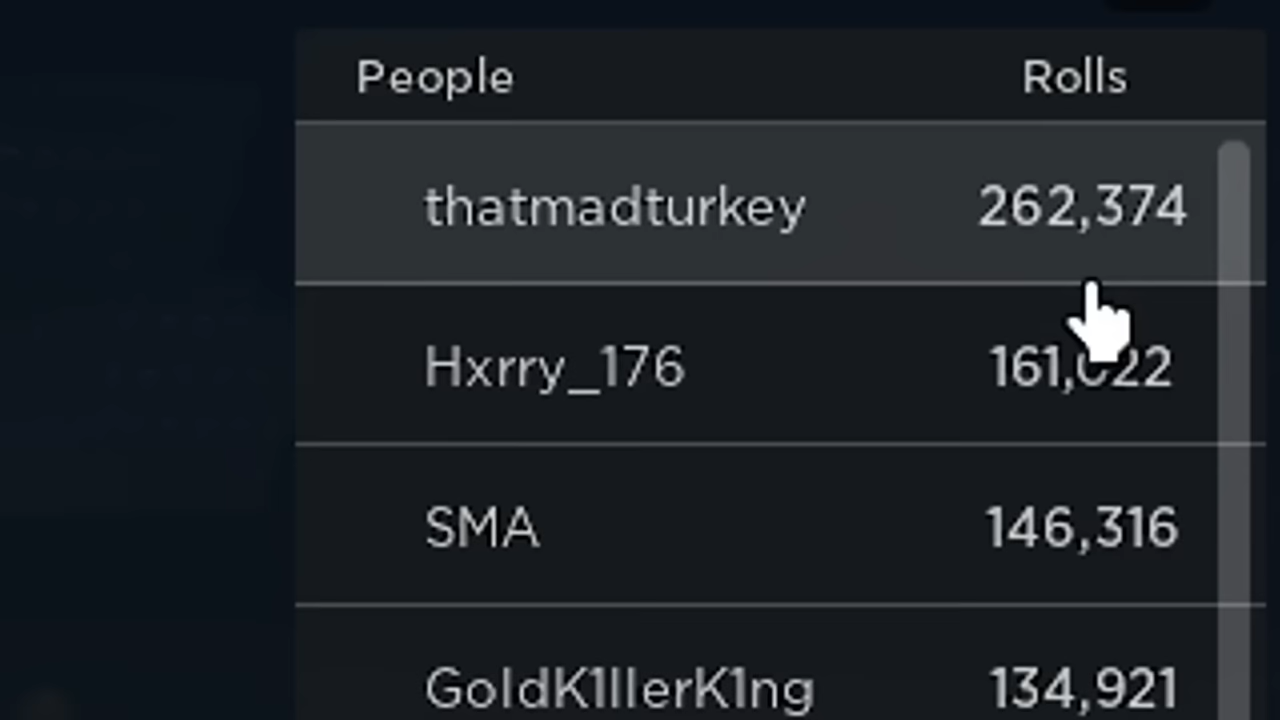 People Rolls
thatmadturkey 262,374
Hxrry_176
SMA 146,316
GoldK1llerK1ng 134,921